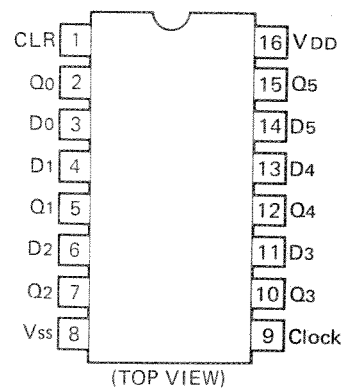 CLR 1 16 VDD
Q0 2 15 Q5
D0 3 14 D5
D1 4 13 D4
Q1 5 12 Q4
D2 6 11 D3
Q2 7 10 Q3
Vss 8 9 Clock
(TOP VIEW)